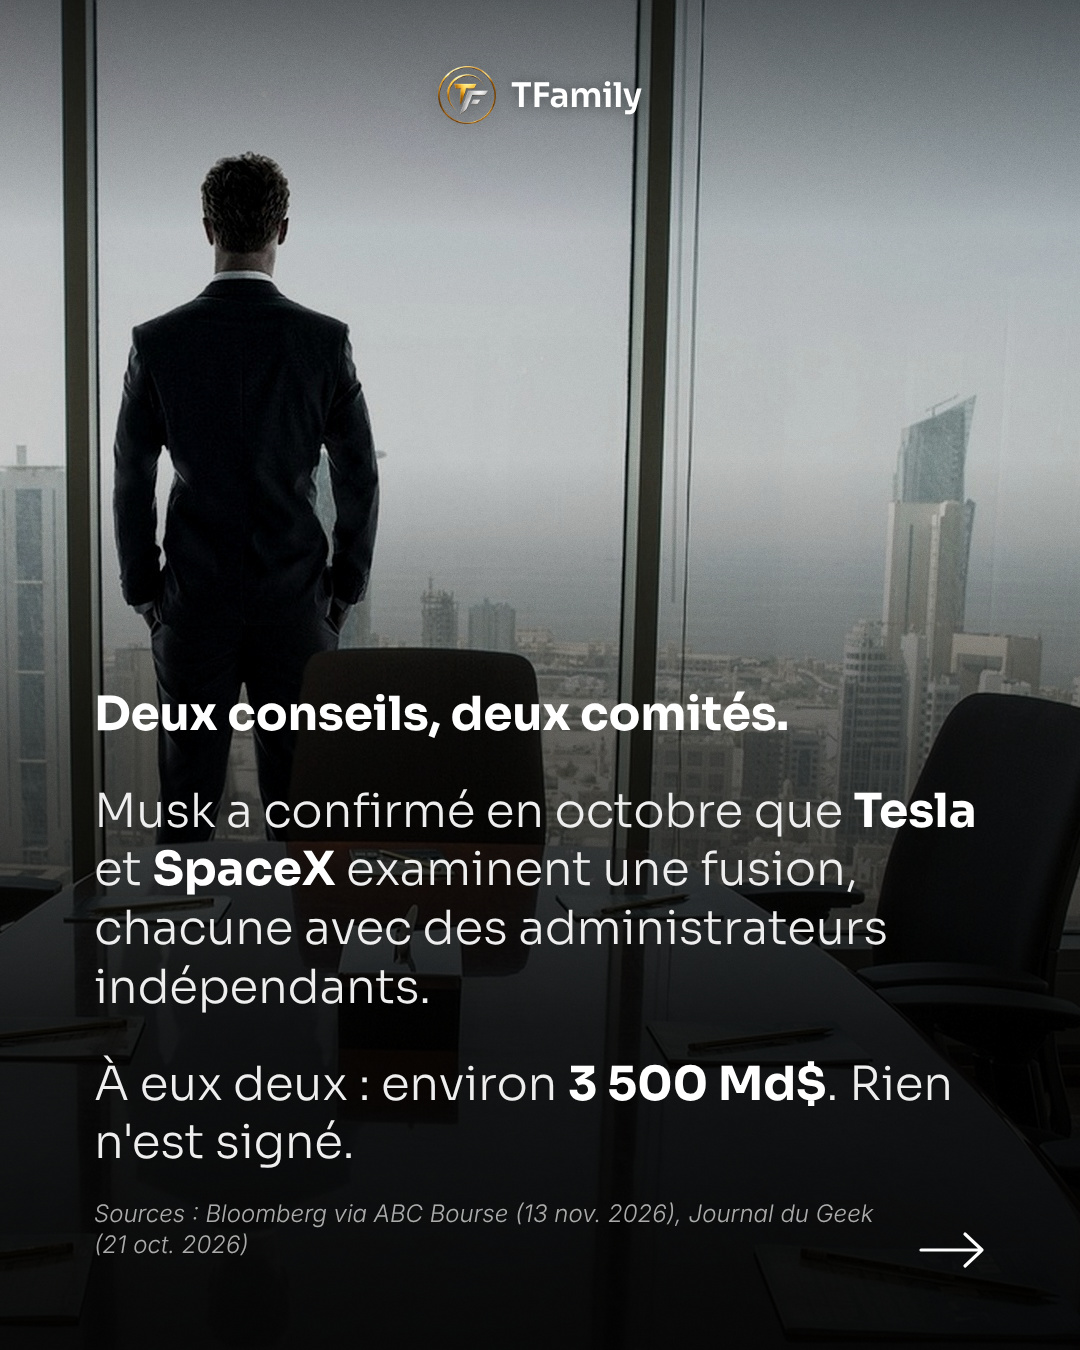 TFamily
Deux conseils, deux comités.
Musk a confirmé en octobre que Tesla
et SpaceX examinent une fusion,
chacune avec des administrateurs
indépendants.
À eux deux : environ 3 500 Md$. Rien
n'est signé.
Sources : Bloomberg via ABC Bourse (13 nov. 2026), Journal du Geek
(21 oct. 2026)